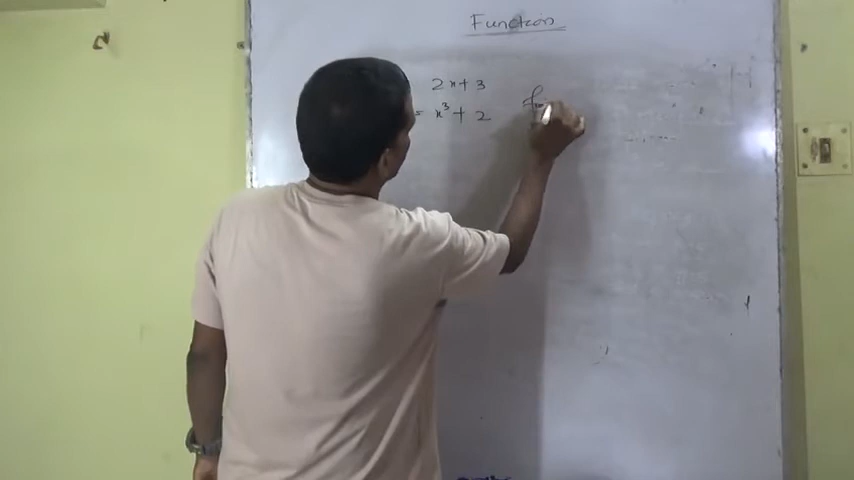 Function
2x+3
= x³ + 2